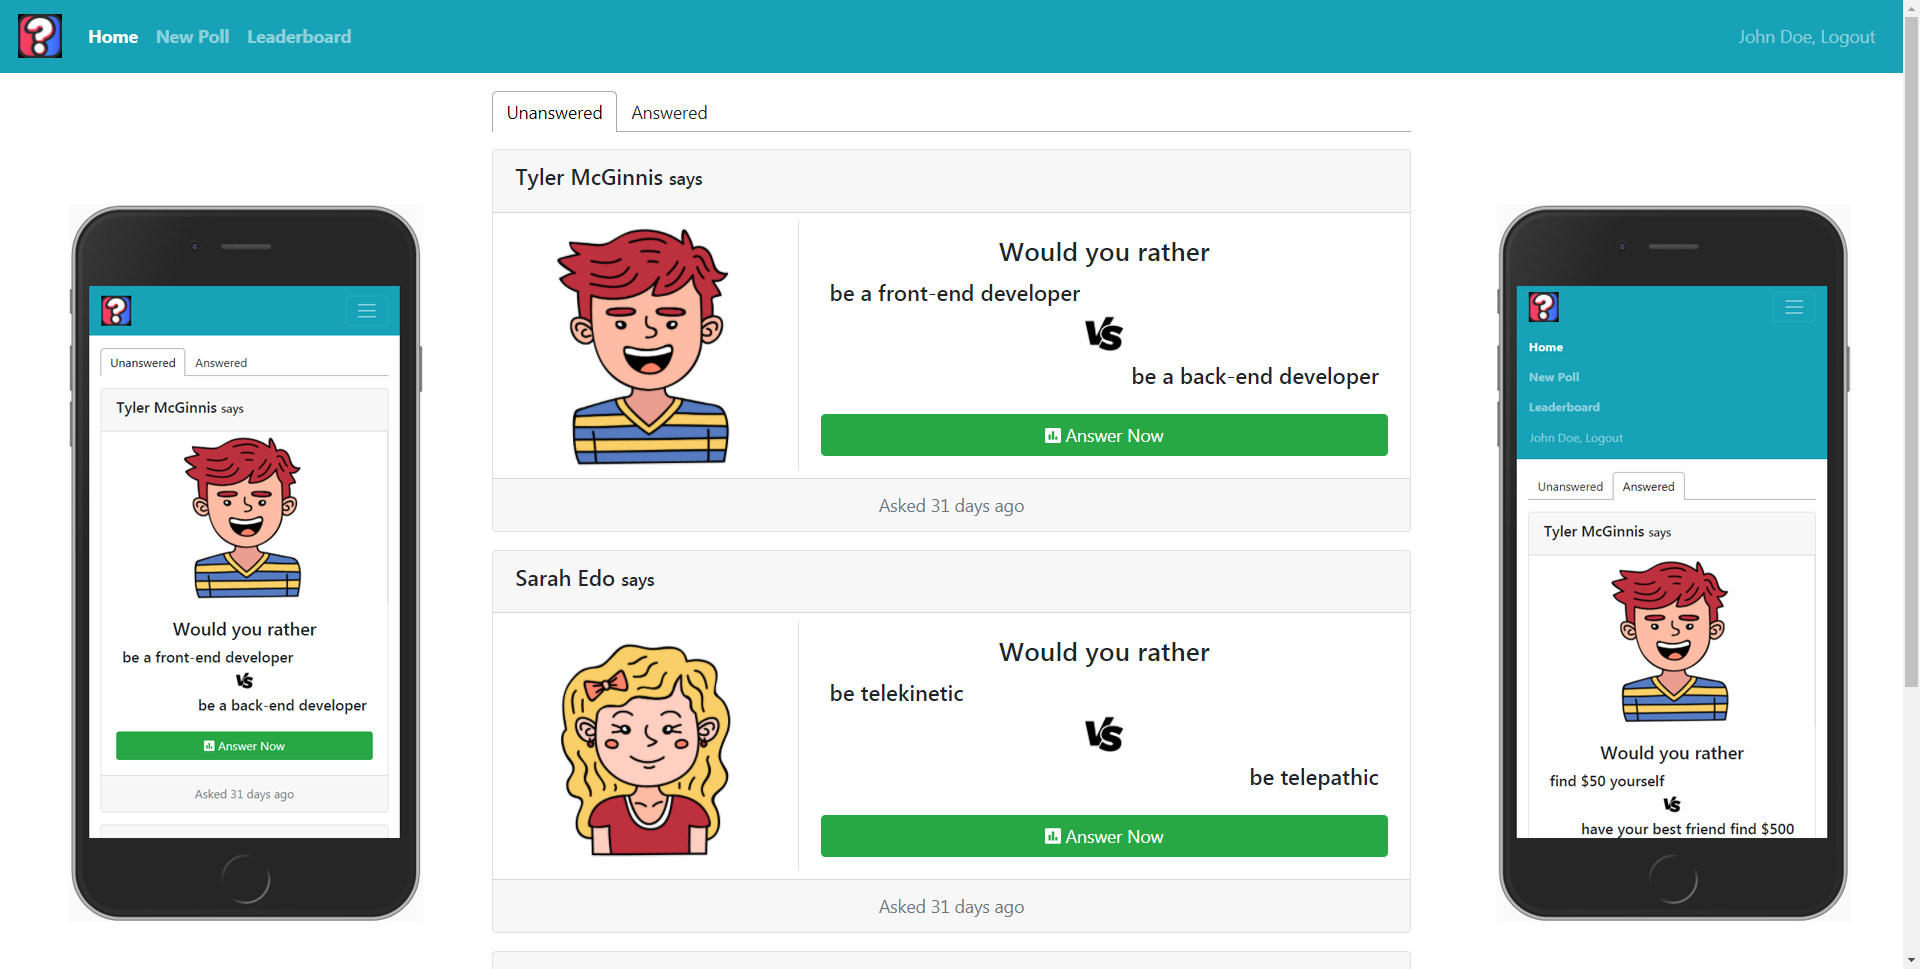 ?
Home New Poll Leaderboard
John Doe, Logout
Unanswered Answered
Tyler McGinnis says
Would you rather
be a front-end developer
VS
be a back-end developer
Answer Now
Asked 31 days ago
Sarah Edo says
Would you rather
be telekinetic
VS
be telepathic
Answer Now
Asked 31 days ago
?
Unanswered Answered
Tyler McGinnis says
Would you rather
be a front-end developer
VS
be a back-end developer
Answer Now
Asked 31 days ago
?
Home
New Poll
Leaderboard
John Doe, Logout
Unanswered Answered
Tyler McGinnis says
Would you rather
find $50 yourself
VS
have your best friend find $500